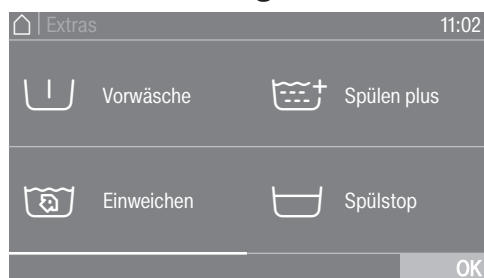 Extras 11:02
Vorwäsche Spülen plus
Einweichen Spülstop
OK